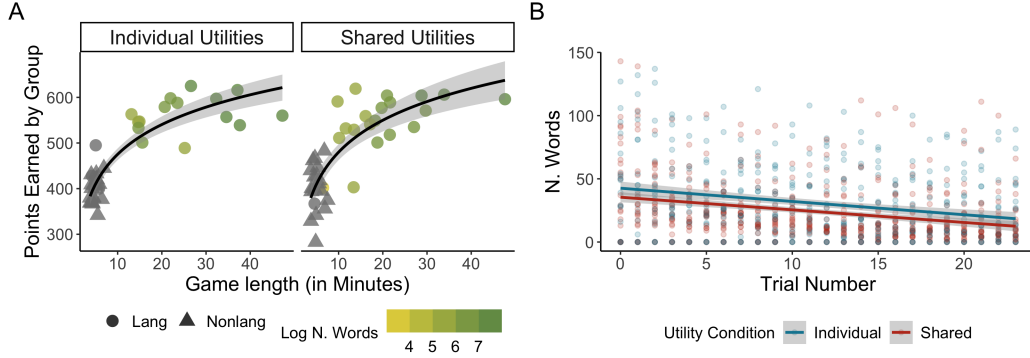 A
Individual Utilities
Shared Utilities
Points Earned by Group
600
500
400
300
10 20 30 40
10 20 30 40
Game length (in Minutes)
Lang Nonlang
Log N. Words
4 5 6 7
B
N. Words
150
100
50
0
0 5 10 15 20
Trial Number
Utility Condition Individual Shared